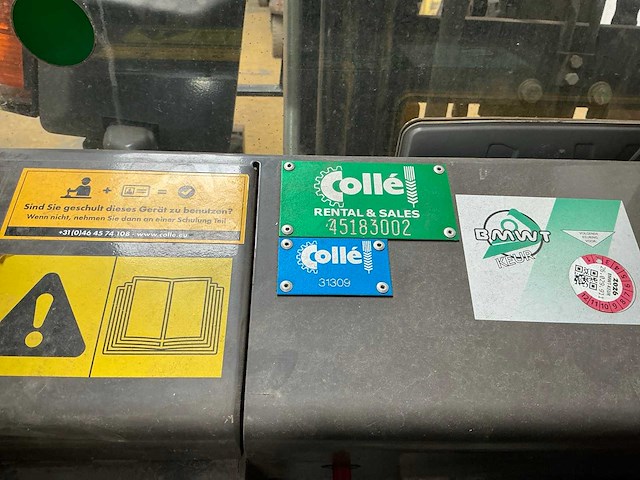 Sind Sie geschult dieses Gerät zu benutzen?
Wenn nicht, nehmen Sie dann an einer Schulung Teil
+31(0)46 45 74 108 - www.colle.eu
Collé
RENTAL & SALES
45183002
Collé
31309
BMWT
KEUR
2026